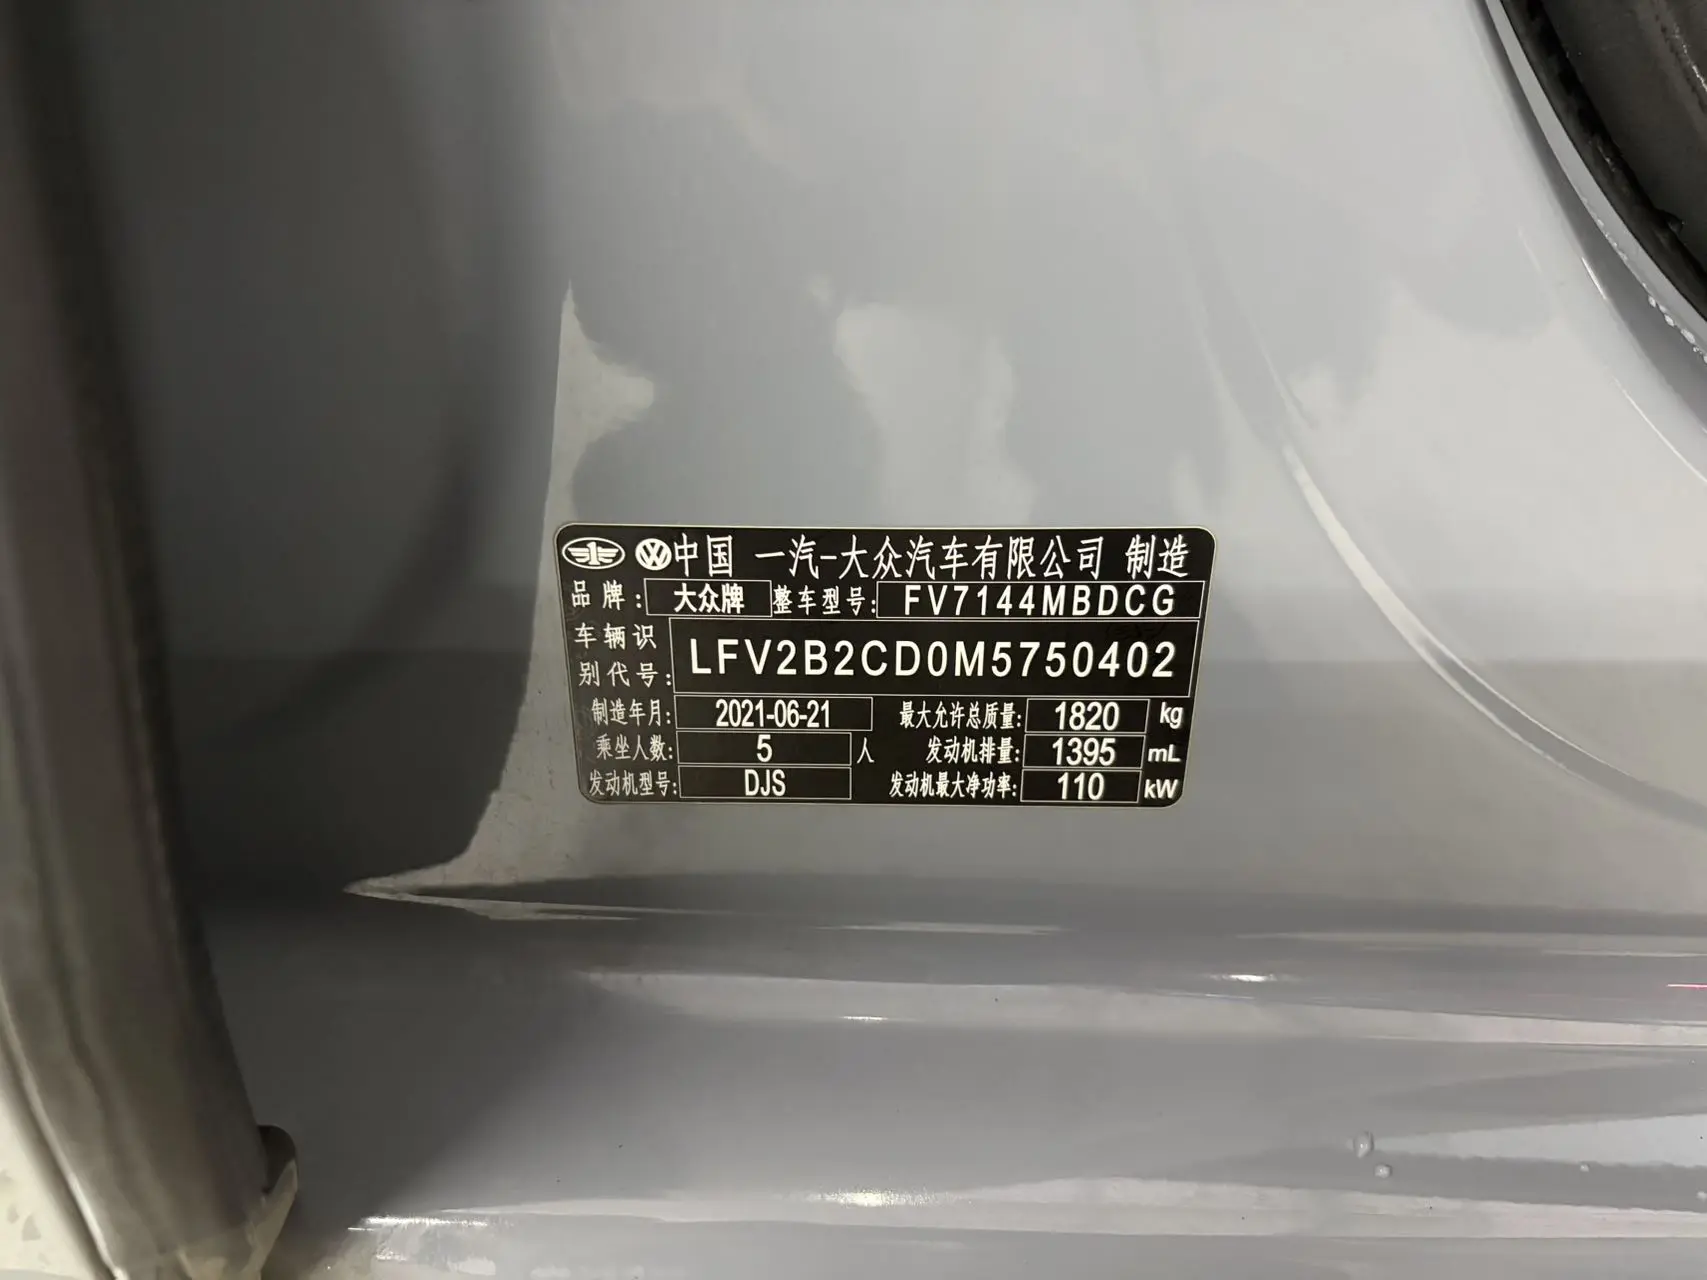 中国 一汽-大众汽车有限公司 制造
品牌: 大众牌 整车型号: FV7144MBDCG
车辆识
别代号: LFV2B2CD0M5750402
制造年月: 2021-06-21 最大允许总质量: 1820 kg
乘坐人数: 5 人 发动机排量: 1395 mL
发动机型号: DJS 发动机最大净功率: 110 kW